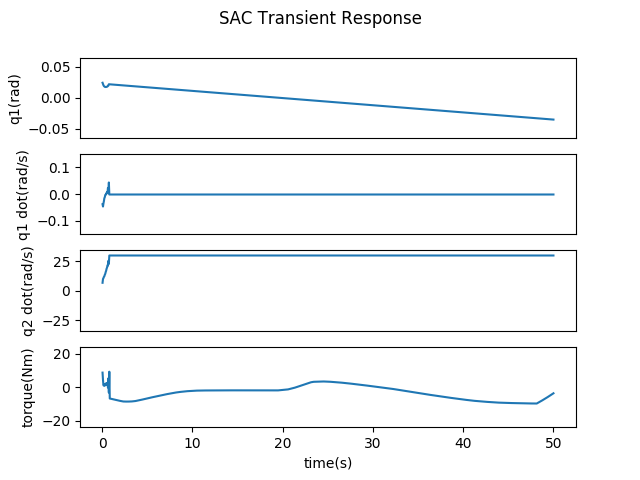 SAC Transient Response
q1(rad)
0.05
0.00
−0.05
q1 dot(rad/s)
0.1
0.0
−0.1
q2 dot(rad/s)
25
0
−25
torque(Nm)
20
0
−20
0 10 20 30 40 50
time(s)